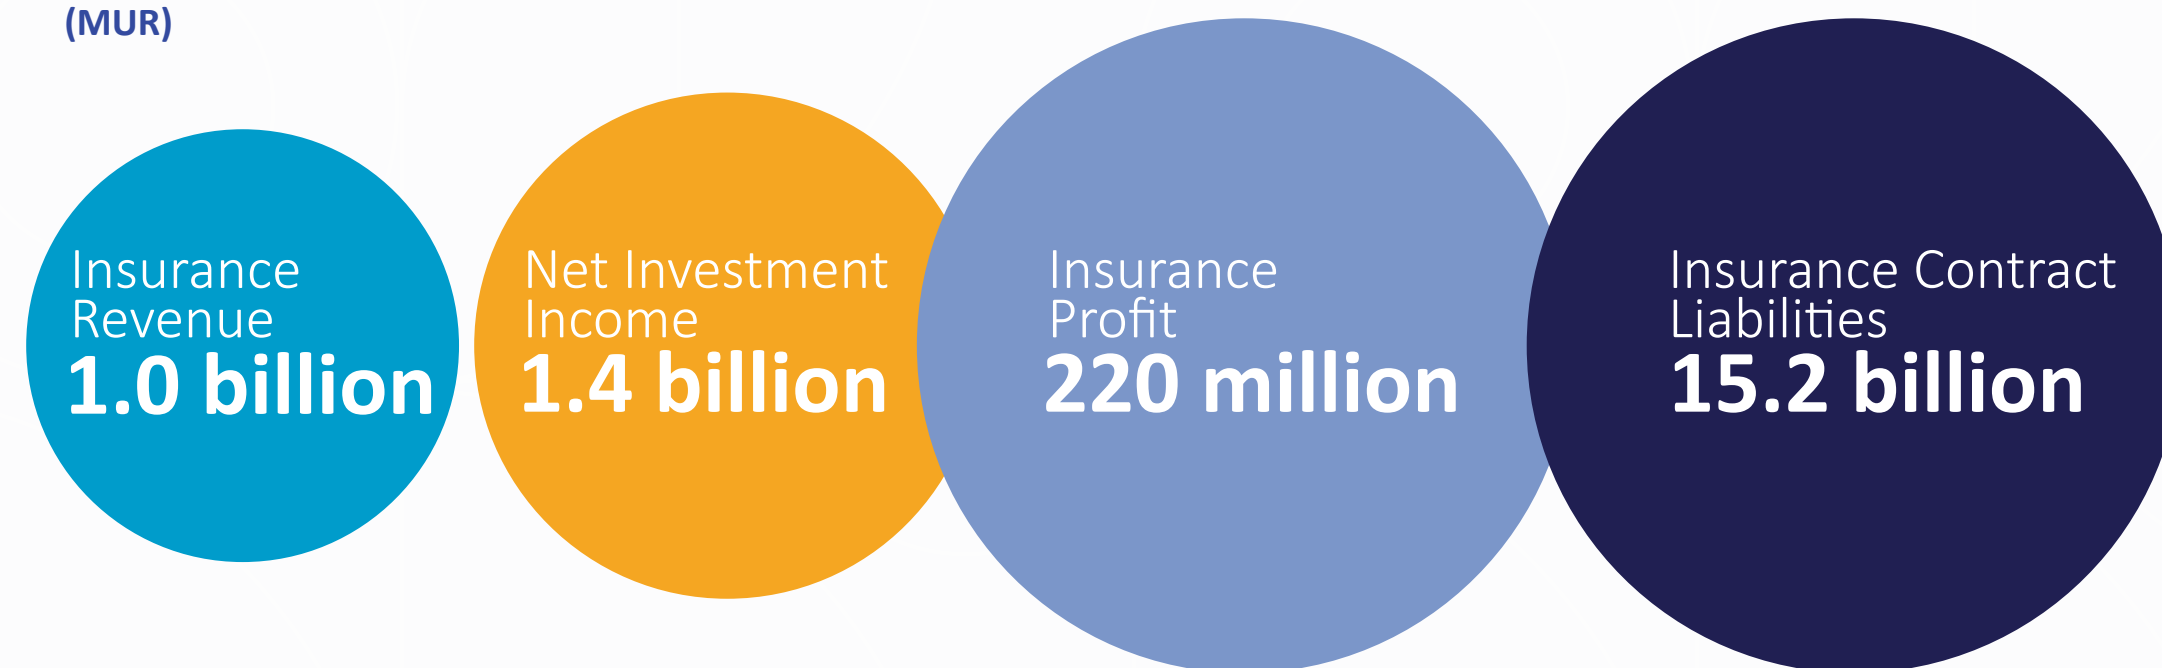 (MUR)
Insurance
Revenue
1.0 billion
Net Investment
Income
1.4 billion
Insurance
Profit
220 million
Insurance Contract
Liabilities
15.2 billion